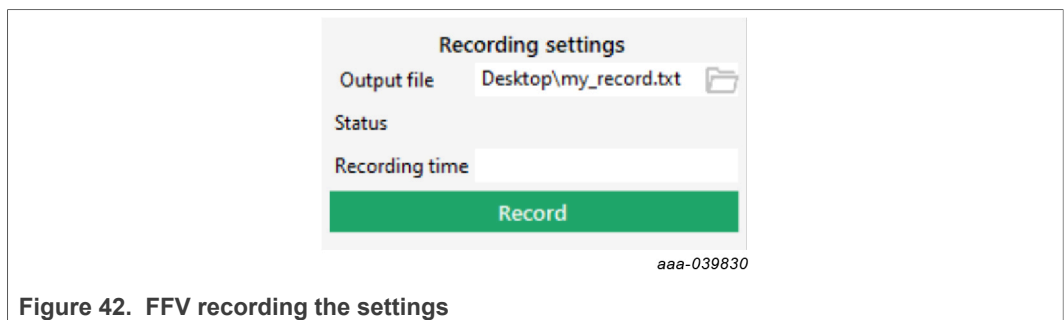 Recording settings
Output file Desktop\my_record.txt
Status
Recording time
Record
aaa-039830
Figure 42. FFV recording the settings